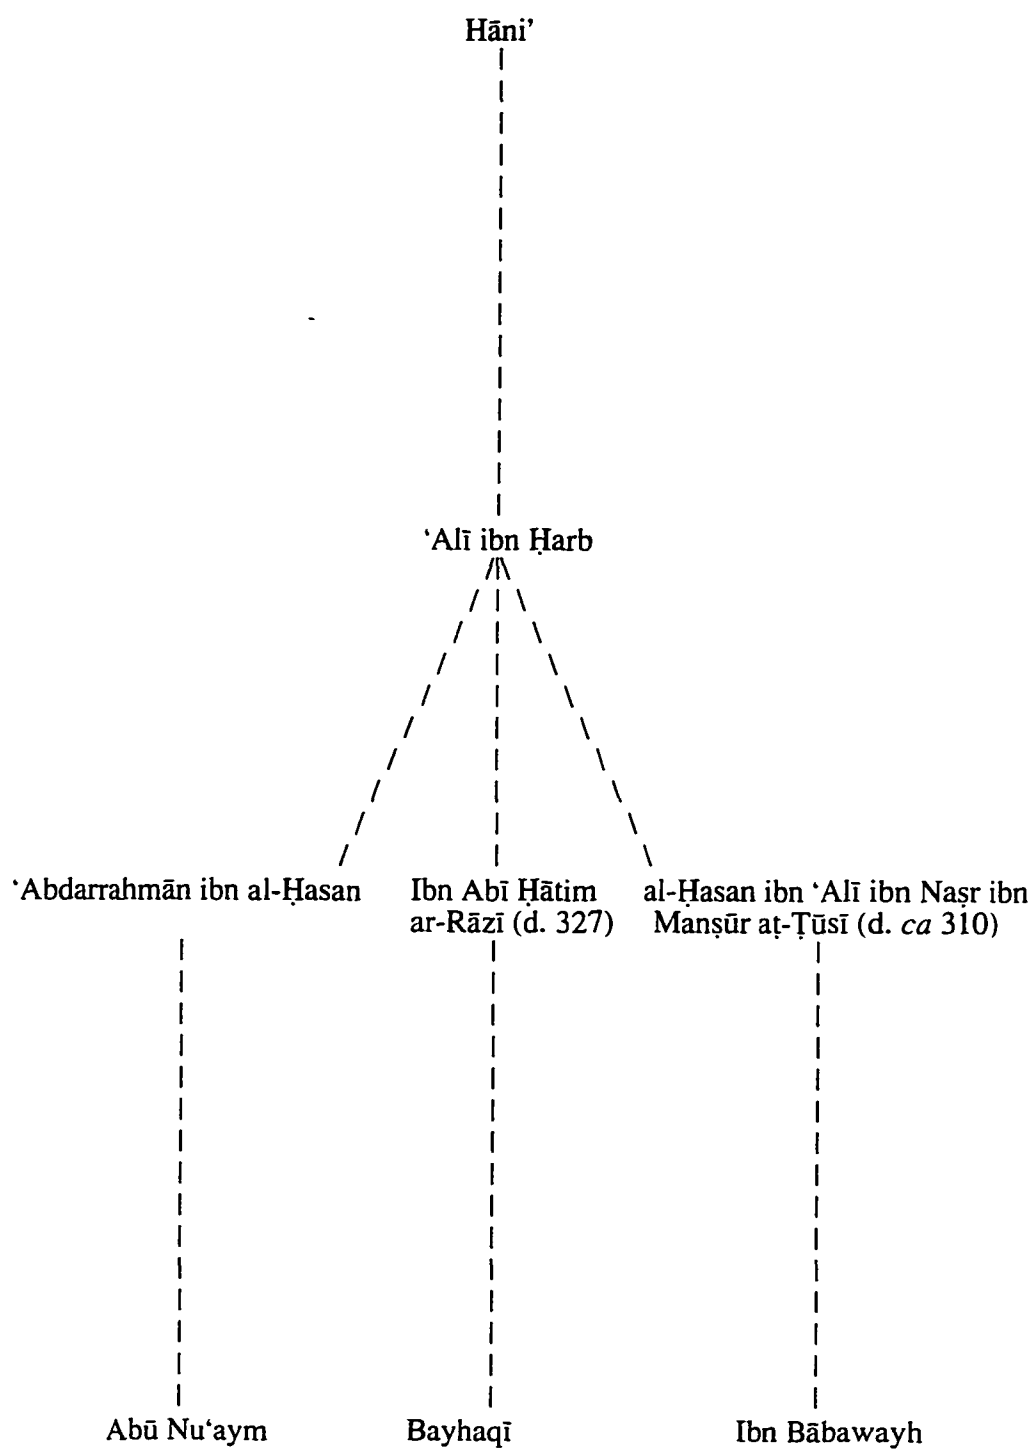 Hāni’
‘Alī ibn Ḥarb
‘Abdarrahmān ibn al-Ḥasan
Ibn Abī Ḥātim
ar-Rāzī (d. 327)
al-Ḥasan ibn ‘Alī ibn Naṣr ibn
Manṣūr aṭ-Ṭūsī (d. ca 310)
Abū Nu‘aym
Bayhaqī
Ibn Bābawayh